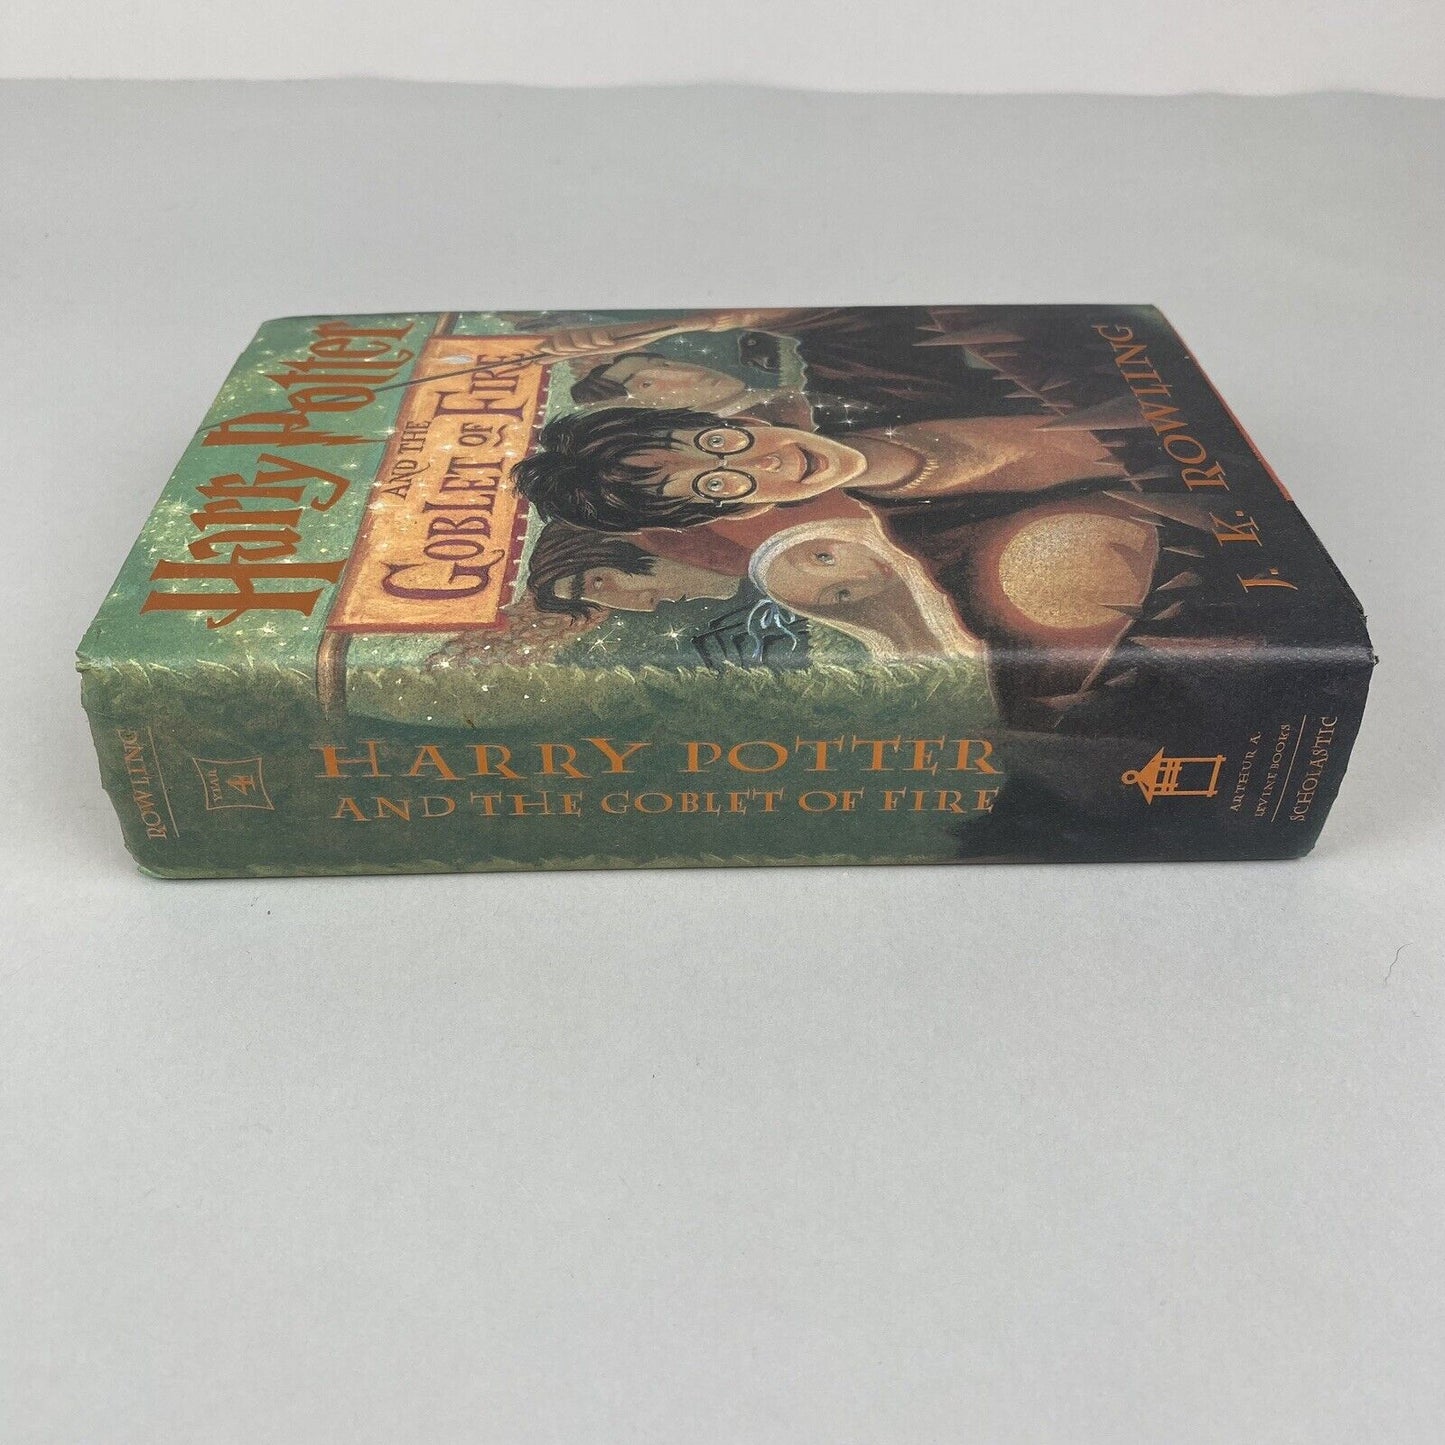 Harry Potter
AND THE
GOBLET OF FIRE
J. K. ROWLING
ROWLING
YEAR
4
HARRY POTTER
AND THE GOBLET OF FIRE
ARTHUR A.
LEVINE BOOKS
SCHOLASTIC